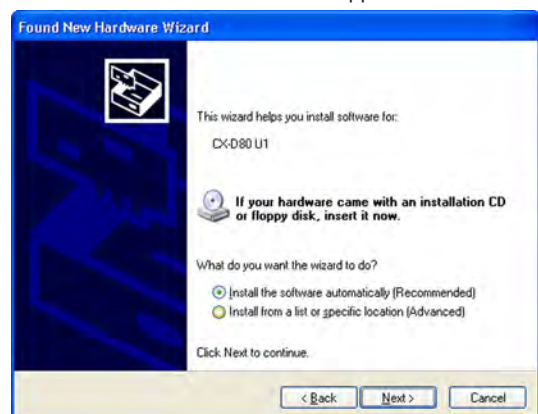 Found New Hardware Wizard
This wizard helps you install software for:
CX-D80 U1
If your hardware came with an installation CD
or floppy disk, insert it now.
What do you want the wizard to do?
Install the software automatically (Recommended)
Install from a list or specific location (Advanced)
Click Next to continue.
< Back Next > Cancel